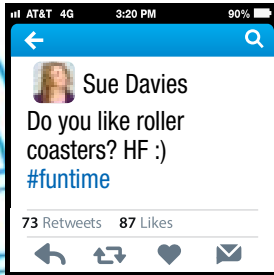 AT&T 4G 3:20 PM 90%
Sue Davies
Do you like roller
coasters? HF :)
#funtime
73 Retweets 87 Likes